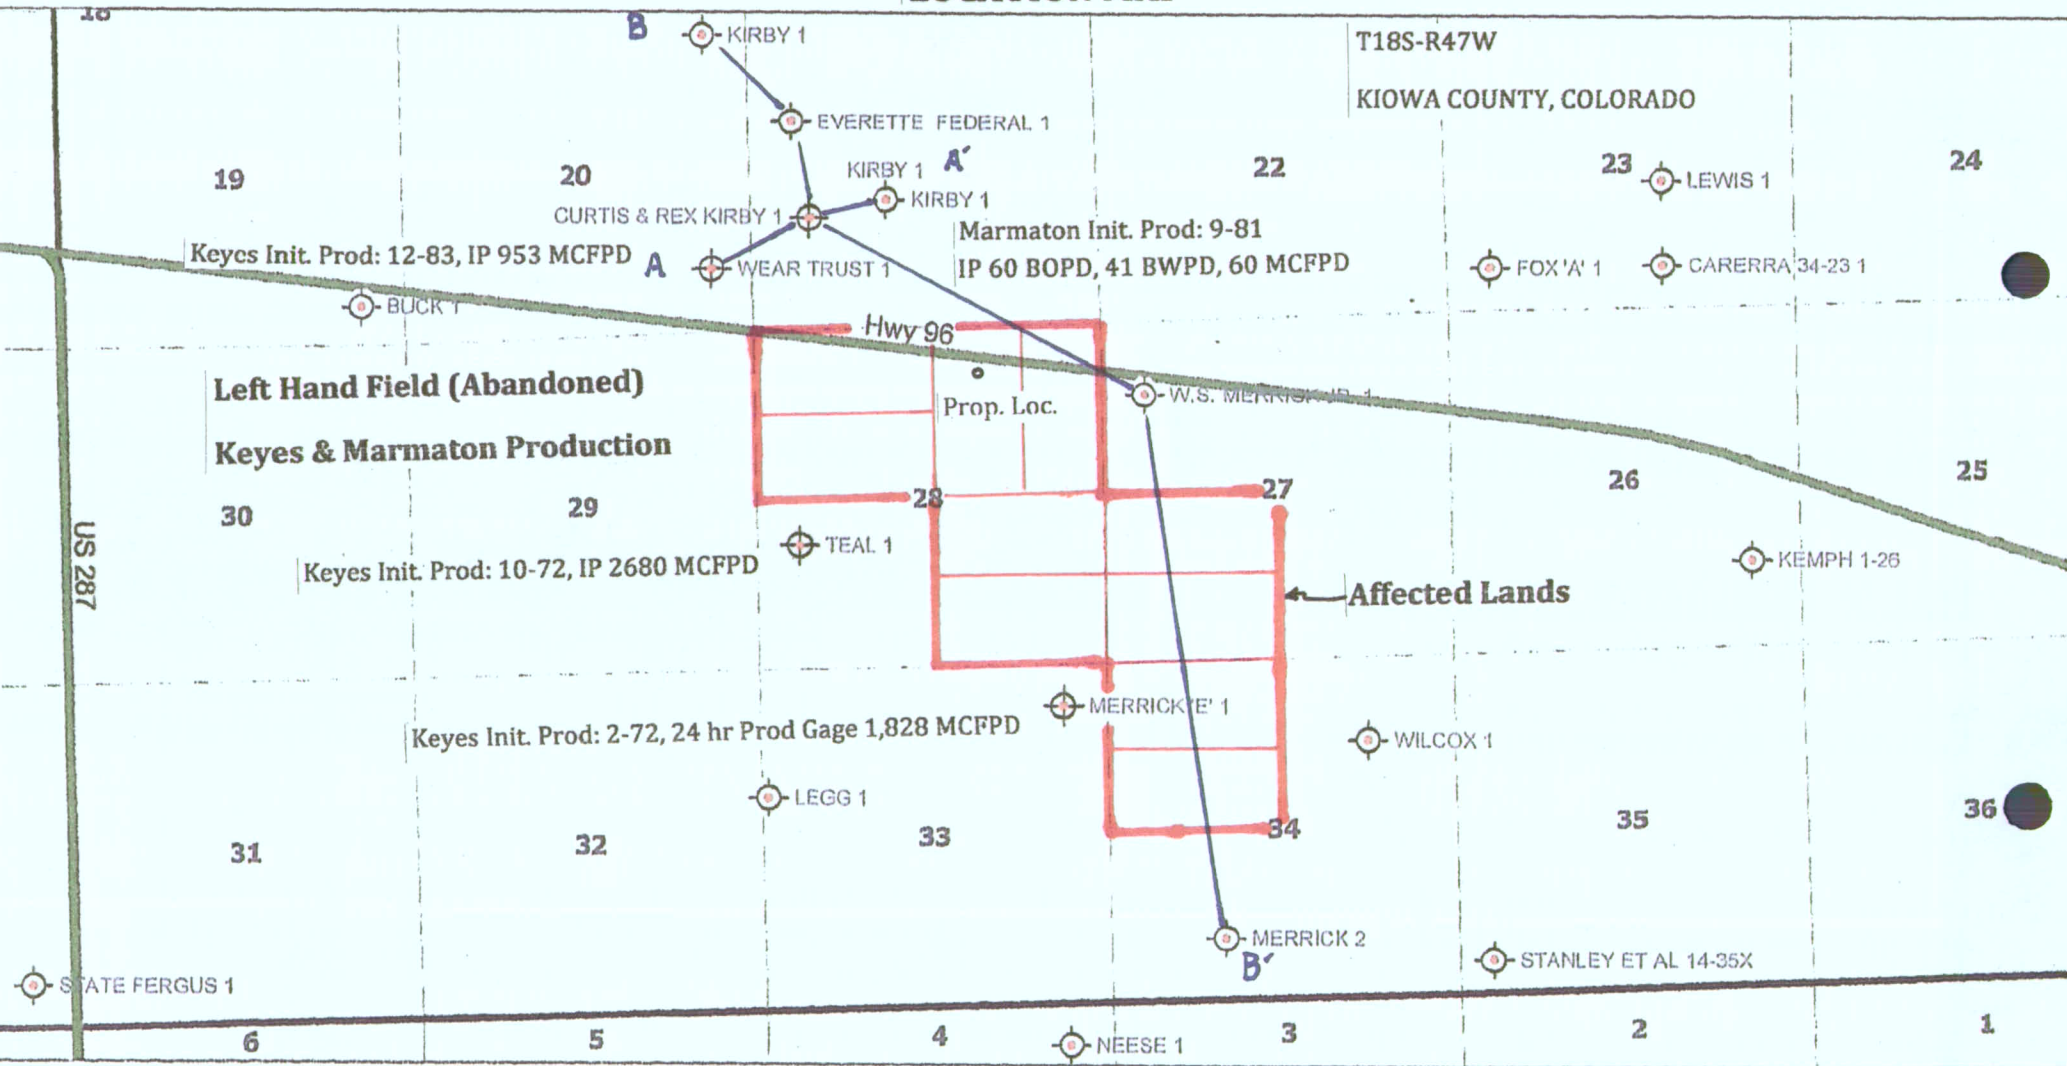 18
B
KIRBY 1
T18S-R47W
KIOWA COUNTY, COLORADO
EVERETTE FEDERAL 1
19
20
KIRBY 1
A'
22
23
LEWIS 1
24
CURTIS & REX KIRBY 1
KIRBY 1
Marmaton Init. Prod: 9-81
IP 60 BOPD, 41 BWPD, 60 MCFPD
Keyes Init. Prod: 12-83, IP 953 MCFPD
A
WEAR TRUST 1
FOX 'A' 1
CARERRA 34-23 1
BUCK 1
Hwy 96
Left Hand Field (Abandoned)
Keyes & Marmaton Production
Prop. Loc.
W.S. MERRICK JR. 1
30
29
28
27
26
25
US 287
TEAL 1
Keyes Init. Prod: 10-72, IP 2680 MCFPD
KEMPH 1-26
Affected Lands
MERRICK 'E' 1
Keyes Init. Prod: 2-72, 24 hr Prod Gage 1,828 MCFPD
WILCOX 1
LEGG 1
31
32
33
34
35
36
MERRICK 2
B'
STANLEY ET AL 14-35X
STATE FERGUS 1
6
5
4
NEESE 1
3
2
1